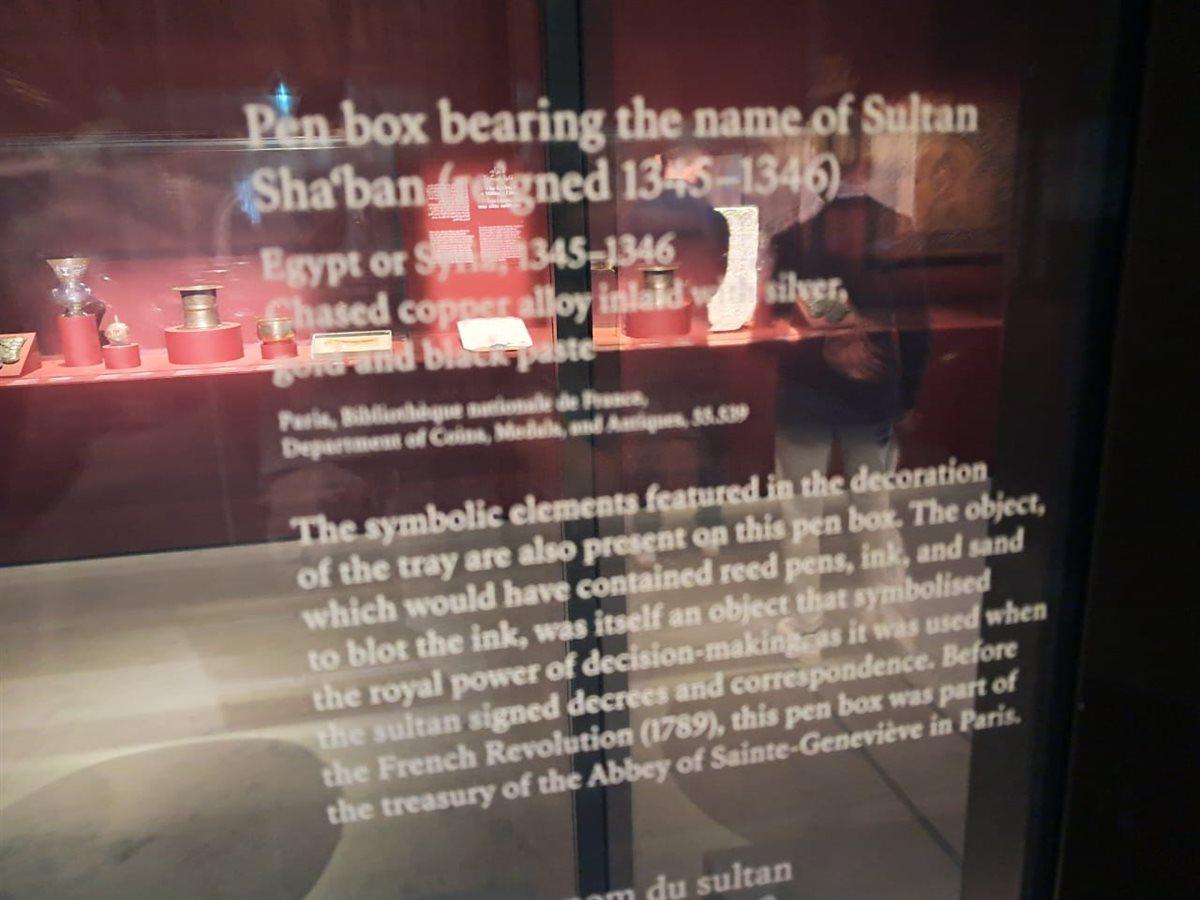 Pen box bearing the name of Sultan
Shaʿban (reigned 1345–1346)
Egypt or Syria, 1345–1346
Chased copper alloy inlaid with silver,
gold and black paste
Paris, Bibliothèque nationale de France,
Department of Coins, Medals, and Antiques, 55.539
The symbolic elements featured in the decoration
of the tray are also present on this pen box. The object,
which would have contained reed pens, ink, and sand
to blot the ink, was itself an object that symbolised
the royal power of decision-making, as it was used when
the sultan signed decrees and correspondence. Before
the French Revolution (1789), this pen box was part of
the treasury of the Abbey of Sainte-Geneviève in Paris.
nom du sultan